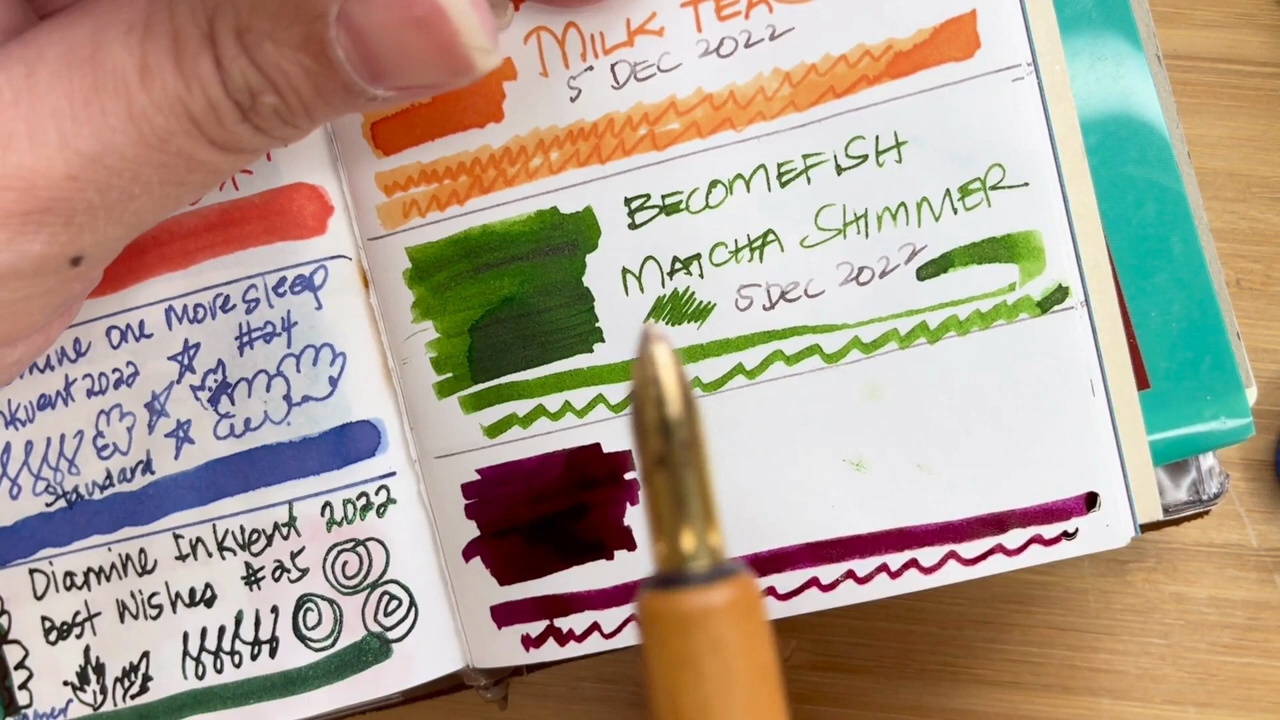 one more sleep
2022 #24
Standard
Diamine Inkvent 2022
Best Wishes #25
MILK TEA
5 DEC 2022
BECOMEFISH
MATCHA SHIMMER
5 DEC 2022